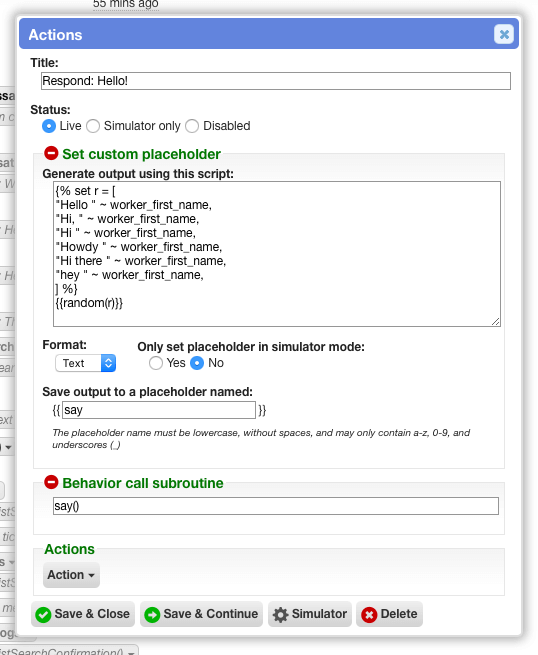 55 mins ago
Actions
Title:
Respond: Hello!
Status:
Live Simulator only Disabled
Set custom placeholder
Generate output using this script:
{% set r = [
"Hello " ~ worker_first_name,
"Hi, " ~ worker_first_name,
"Hi " ~ worker_first_name,
"Howdy " ~ worker_first_name,
"Hi there " ~ worker_first_name,
"hey " ~ worker_first_name,
] %}
{{random(r)}}
Format: Only set placeholder in simulator mode:
Text Yes No
Save output to a placeholder named:
{{ say }}
The placeholder name must be lowercase, without spaces, and may only contain a-z, 0-9, and
underscores (_)
Behavior call subroutine
say()
Actions
Action
Save & Close Save & Continue Simulator Delete
istSearchConfirmation()